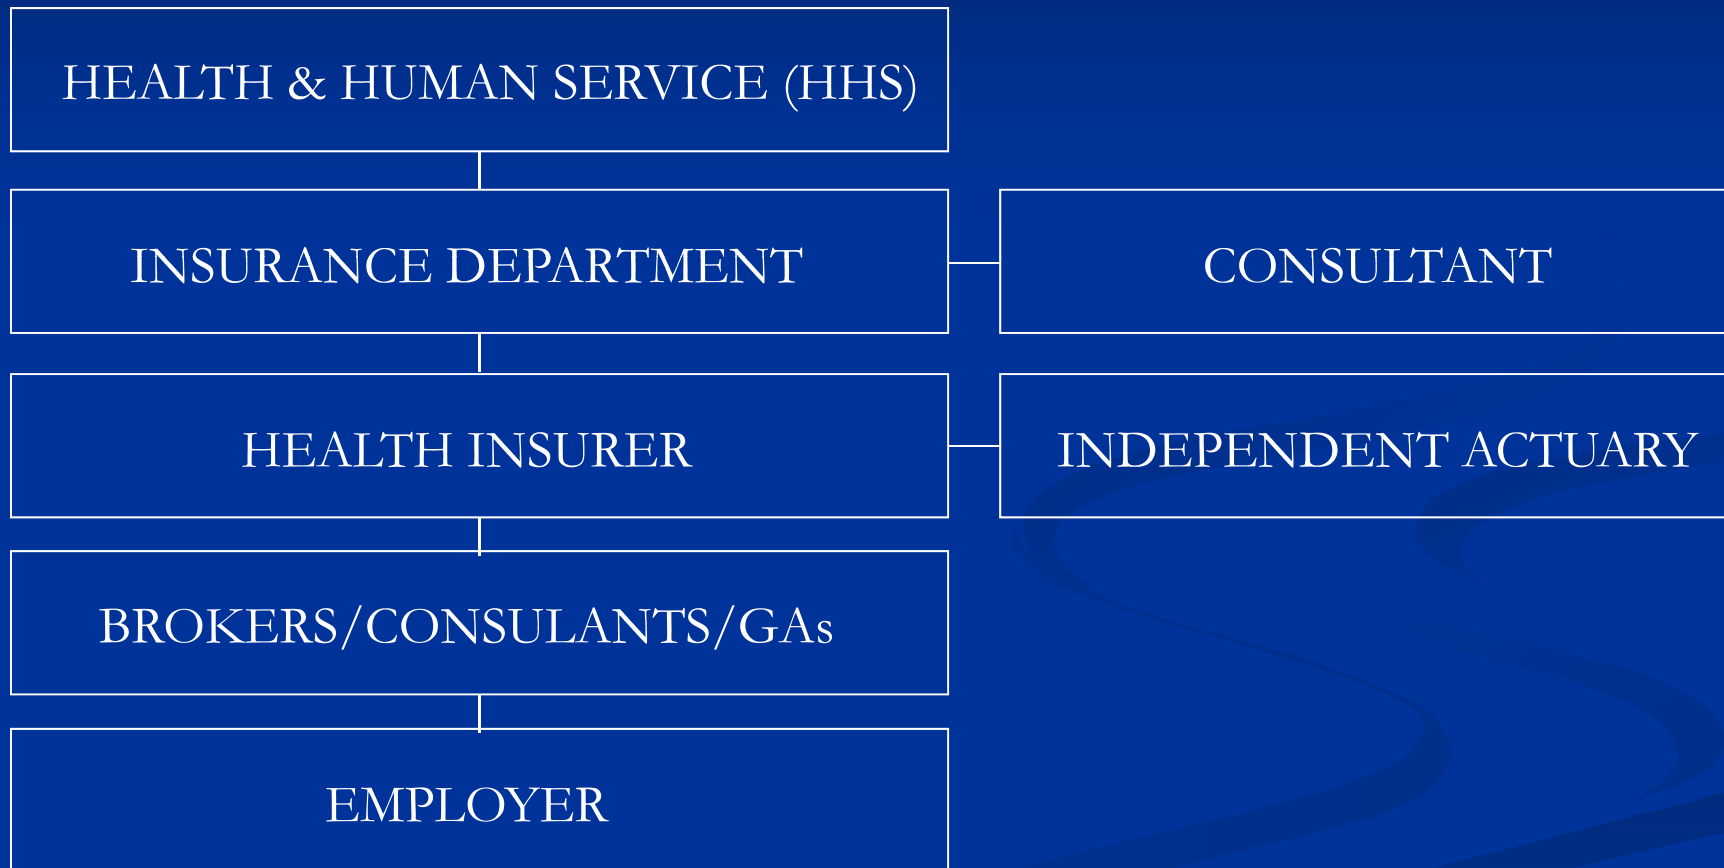 HEALTH & HUMAN SERVICE (HHS)
INSURANCE DEPARTMENT
CONSULTANT
HEALTH INSURER
INDEPENDENT ACTUARY
BROKERS/CONSULANTS/GAs
EMPLOYER